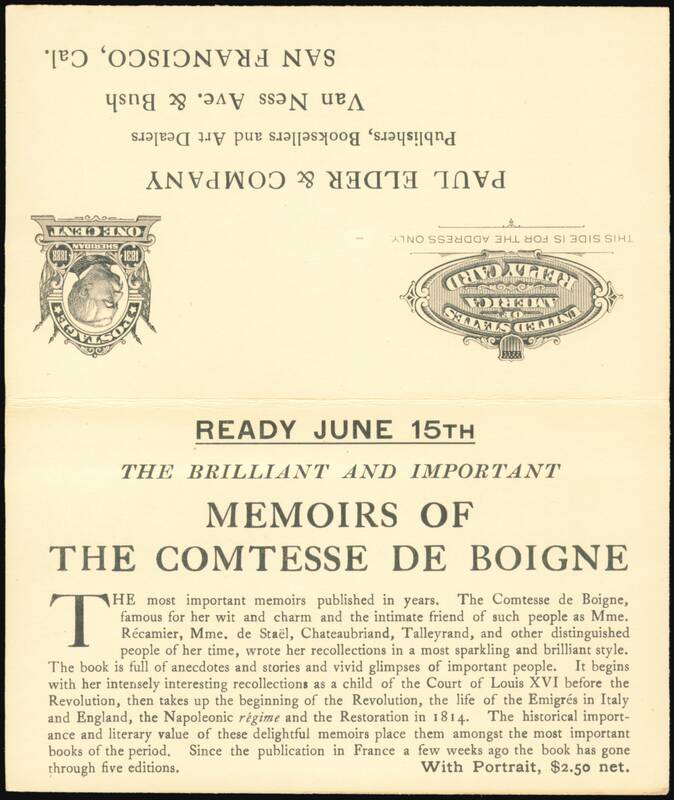 PAUL ELDER & COMPANY
Publishers, Booksellers and Art Dealers
Van Ness Ave. & Bush
SAN FRANCISCO, Cal.
UNITED STATES
OF
AMERICA
REPLY CARD
THIS SIDE IS FOR THE ADDRESS ONLY
POSTAGE
1831 1888
SHERIDAN
ONE CENT
READY JUNE 15TH
THE BRILLIANT AND IMPORTANT
MEMOIRS OF
THE COMTESSE DE BOIGNE
THE most important memoirs published in years. The Comtesse de Boigne,
famous for her wit and charm and the intimate friend of such people as Mme.
Récamier, Mme. de Staël, Chateaubriand, Talleyrand, and other distinguished
people of her time, wrote her recollections in a most sparkling and brilliant style.
The book is full of anecdotes and stories and vivid glimpses of important people. It begins
with her intensely interesting recollections as a child of the Court of Louis XVI before the
Revolution, then takes up the beginning of the Revolution, the life of the Emigrés in Italy
and England, the Napoleonic régime and the Restoration in 1814. The historical import-
ance and literary value of these delightful memoirs place them amongst the most important
books of the period. Since the publication in France a few weeks ago the book has gone
through five editions. With Portrait, $2.50 net.